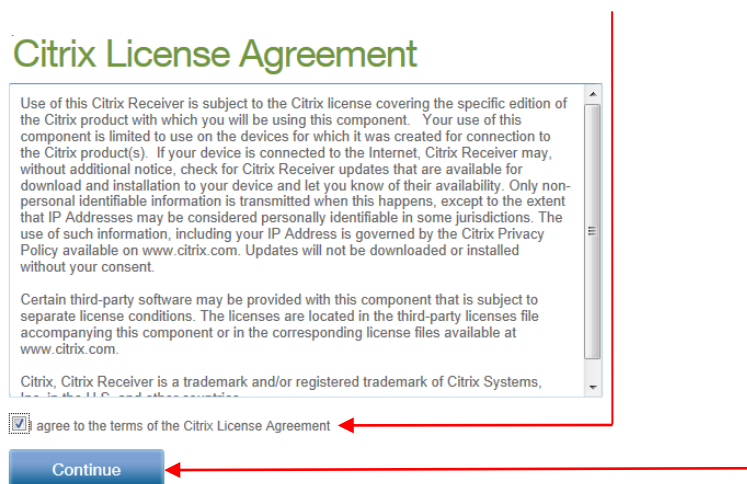 Citrix License Agreement
Use of this Citrix Receiver is subject to the Citrix license covering the specific edition of
the Citrix product with which you will be using this component. Your use of this
component is limited to use on the devices for which it was created for connection to
the Citrix product(s). If your device is connected to the Internet, Citrix Receiver may,
without additional notice, check for Citrix Receiver updates that are available for
download and installation to your device and let you know of their availability. Only non-
personal identifiable information is transmitted when this happens, except to the extent
that IP Addresses may be considered personally identifiable in some jurisdictions. The
use of such information, including your IP Address is governed by the Citrix Privacy
Policy available on www.citrix.com. Updates will not be downloaded or installed
without your consent.
Certain third-party software may be provided with this component that is subject to
separate license conditions. The licenses are located in the third-party licenses file
accompanying this component or in the corresponding license files available at
www.citrix.com.
Citrix, Citrix Receiver is a trademark and/or registered trademark of Citrix Systems,
Inc. in the U.S. and other countries.
I agree to the terms of the Citrix License Agreement
Continue